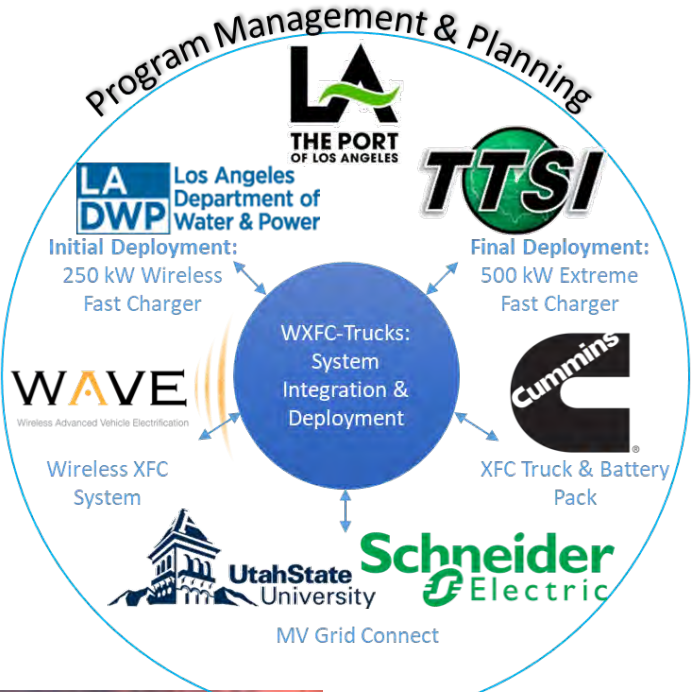 Program Management & Planning
LA
THE PORT
OF LOS ANGELES
TTSI
LA
DWP
Los Angeles
Department of
Water & Power
Initial Deployment:
250 kW Wireless
Fast Charger
Final Deployment:
500 kW Extreme
Fast Charger
WXFC-Trucks:
System
Integration &
Deployment
WAVE
Wireless Advanced Vehicle Electrification
Wireless XFC
System
Cummins
®
XFC Truck & Battery
Pack
UtahState
University
Schneider
Electric
MV Grid Connect